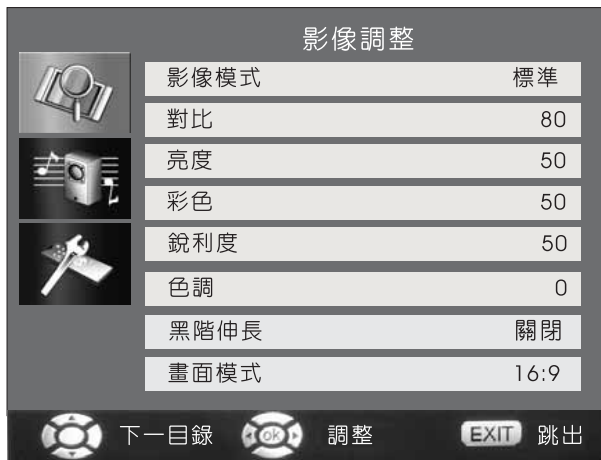 影像調整
影像模式 標準
對比 80
亮度 50
彩色 50
銳利度 50
色調 0
黑階伸長 關閉
畫面模式 16:9
下一目錄 OK 調整 EXIT 跳出